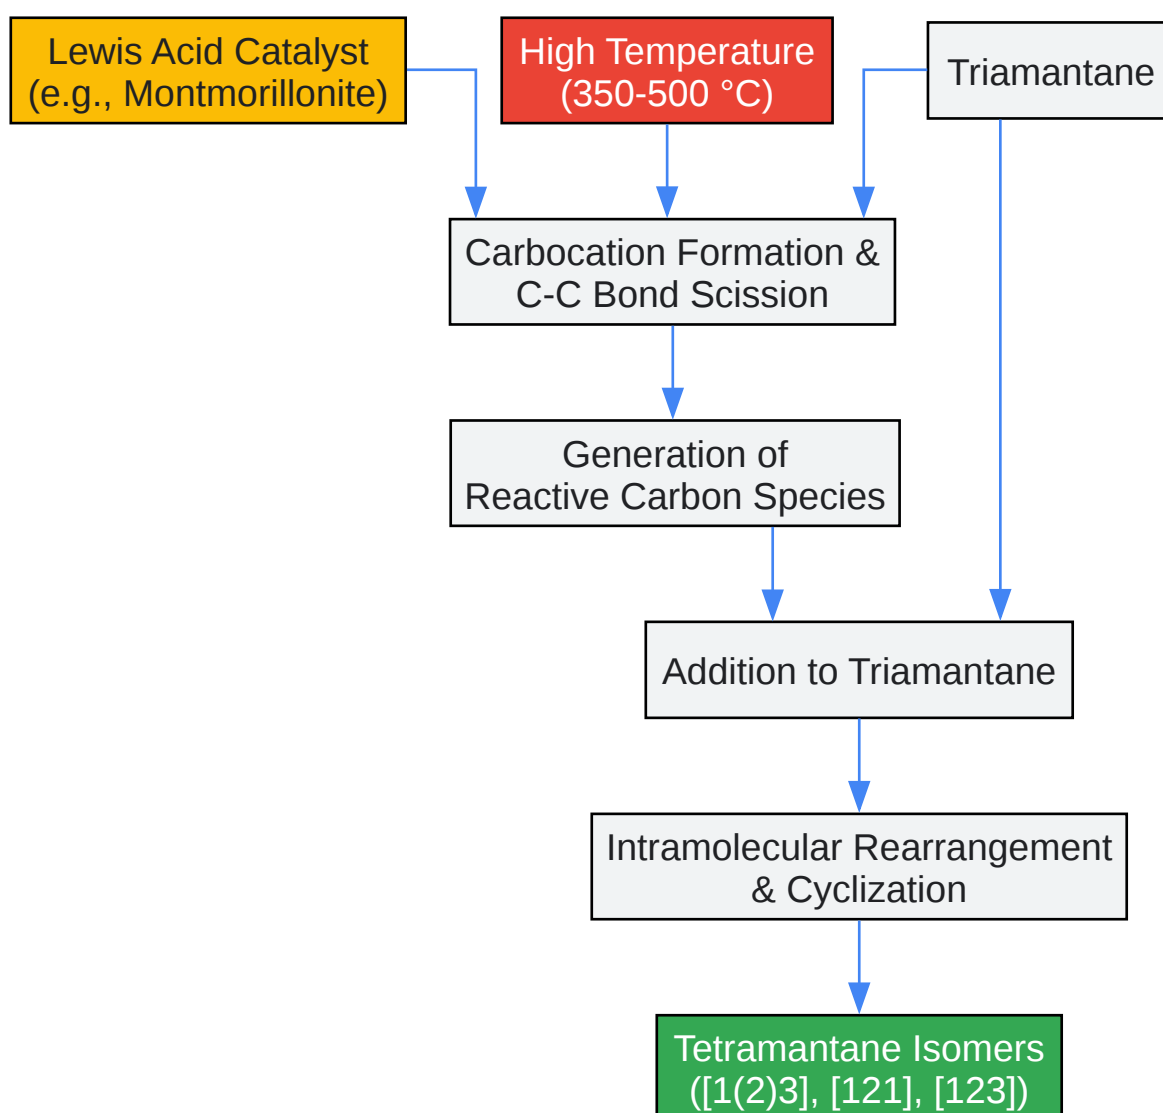 Lewis Acid Catalyst
(e.g., Montmorillonite)
High Temperature
(350-500 °C)
Triamantane
Carbocation Formation &
C-C Bond Scission
Generation of
Reactive Carbon Species
Addition to Triamantane
Intramolecular Rearrangement
& Cyclization
Tetramantane Isomers
([1(2)3], [121], [123])